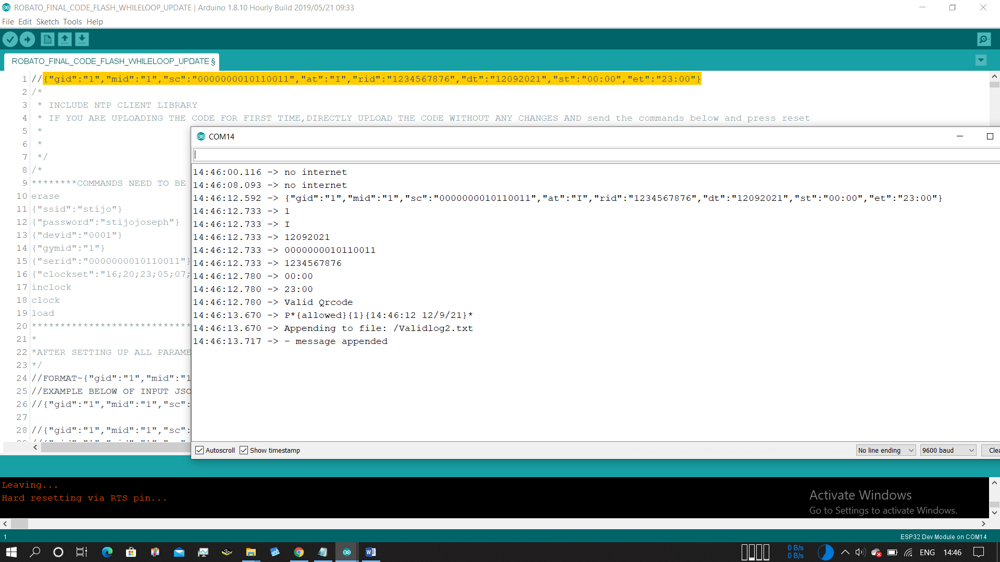 ROBATO_FINAL_CODE_FLASH_WHILELOOP_UPDATE | Arduino 1.8.10 Hourly Build 2019/05/21 09:33
File Edit Sketch Tools Help
ROBATO_FINAL_CODE_FLASH_WHILELOOP_UPDATE §
1 //{"gid":"1","mid":"1","sc":"0000000010110011","at":"I","rid":"1234567876","dt":"12092021","st":"00:00","et":"23:00"}
2 /*
3 * INCLUDE NTP CLIENT LIBRARY
4 * IF YOU ARE UPLOADING THE CODE FOR FIRST TIME,DIRECTLY UPLOAD THE CODE WITHOUT ANY CHANGES AND send the commands below and press reset
5 *
6 *
7 */
8 /*
9 ********COMMANDS NEED TO BE
10 erase
11 {"ssid":"stijo"}
12 {"password":"stijojoseph"}
13 {"devid":"0001"}
14 {"gymid":"1"}
15 {"serid":"0000000010110011"}
16 {"clockset":"16;20;23;05;07;
17 inclock
18 clock
19 load
20 ****************************
21 *
22 *AFTER SETTING UP ALL PARAME
23 */
24 //FORMAT-{"gid":"1","mid":"1
25 //EXAMPLE BELOW OF INPUT JSO
26 //{"gid":"1","mid":"1","sc":
27
28 //{"gid":"1","mid":"1","sc":
COM14
14:46:00.116 -> no internet
14:46:08.093 -> no internet
14:46:12.592 -> {"gid":"1","mid":"1","sc":"0000000010110011","at":"I","rid":"1234567876","dt":"12092021","st":"00:00","et":"23:00"}
14:46:12.733 -> 1
14:46:12.733 -> I
14:46:12.733 -> 12092021
14:46:12.733 -> 0000000010110011
14:46:12.733 -> 1234567876
14:46:12.780 -> 00:00
14:46:12.780 -> 23:00
14:46:12.780 -> Valid Qrcode
14:46:13.670 -> P*{allowed}{1}{14:46:12 12/9/21}*
14:46:13.670 -> Appending to file: /Validlog2.txt
14:46:13.717 -> - message appended
Autoscroll Show timestamp No line ending 9600 baud Clea
Leaving...
Hard resetting via RTS pin...
Activate Windows
Go to Settings to activate Windows.
1 ESP32 Dev Module on COM14
0 B/s
0 B/s
ENG 14:46